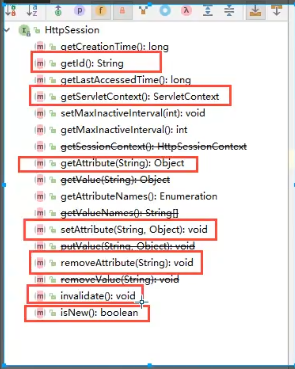 HttpSession
getCreationTime(): long
getId(): String
getLastAccessedTime(): long
getServletContext(): ServletContext
setMaxInactiveInterval(int): void
getMaxInactiveInterval(): int
getSessionContext(): HttpSessionContext
getAttribute(String): Object
getValue(String): Object
getAttributeNames(): Enumeration
getValueNames(): String[]
setAttribute(String, Object): void
putValue(String, Object): void
removeAttribute(String): void
removeValue(String): void
invalidate(): void
isNew(): boolean